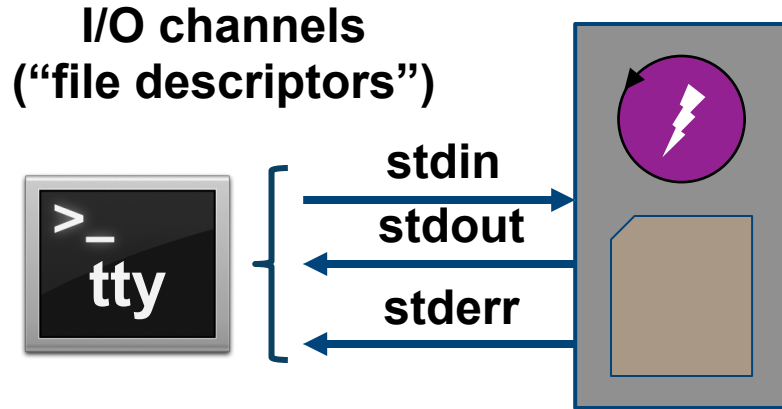 I/O channels
(“file descriptors”)
stdin
>_
stdout
tty
stderr